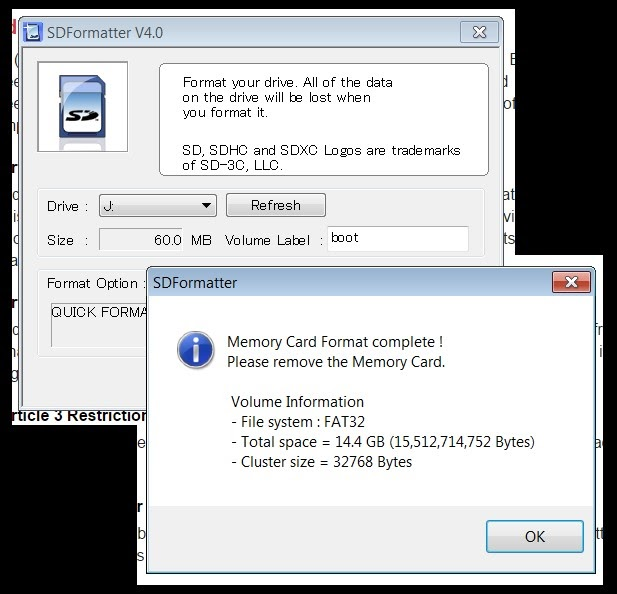 SDFormatter V4.0
Format your drive. All of the data
on the drive will be lost when
you format it.
SD, SDHC and SDXC Logos are trademarks
of SD-3C, LLC.
Drive : J: Refresh
Size : 60.0 MB Volume Label : boot
Format Option :
QUICK FORMA
SDFormatter
Memory Card Format complete !
Please remove the Memory Card.
Volume Information
- File system : FAT32
- Total space = 14.4 GB (15,512,714,752 Bytes)
- Cluster size = 32768 Bytes
OK
rticle 3 Restriction